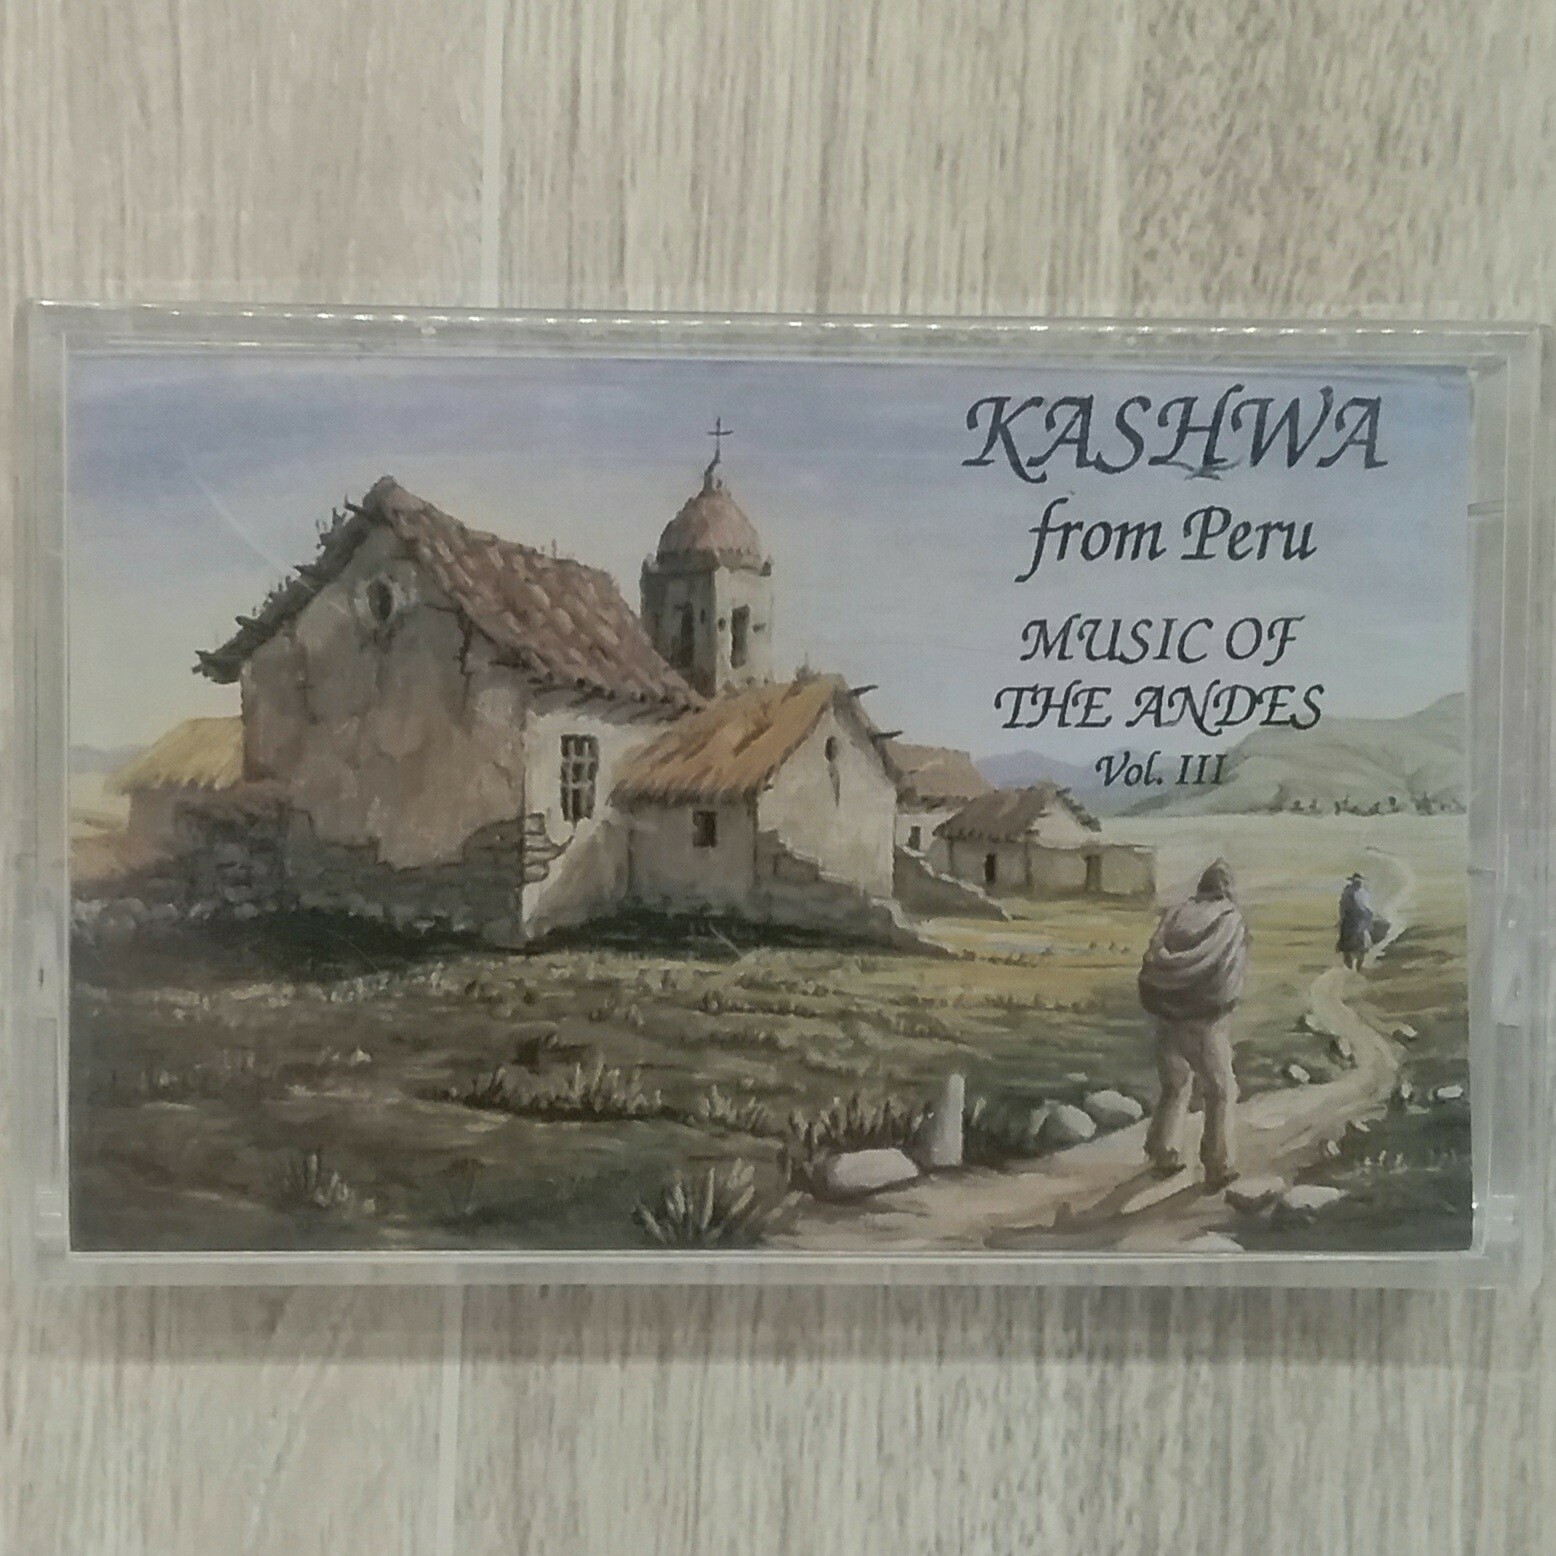 KASHWA
from Peru
MUSIC OF
THE ANDES
Vol. III